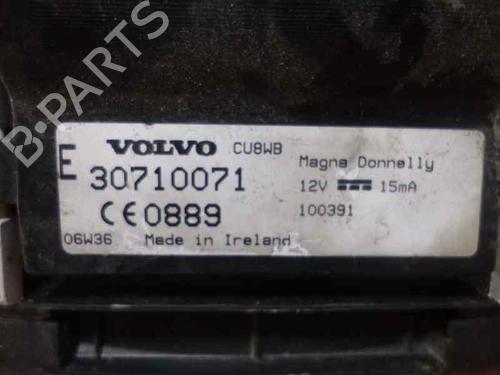 B-PARTS
VOLVO CU8WB
E 30710071
CE0889
06W36 Made in Ireland
Magna Donnelly
12V 15mA
100391